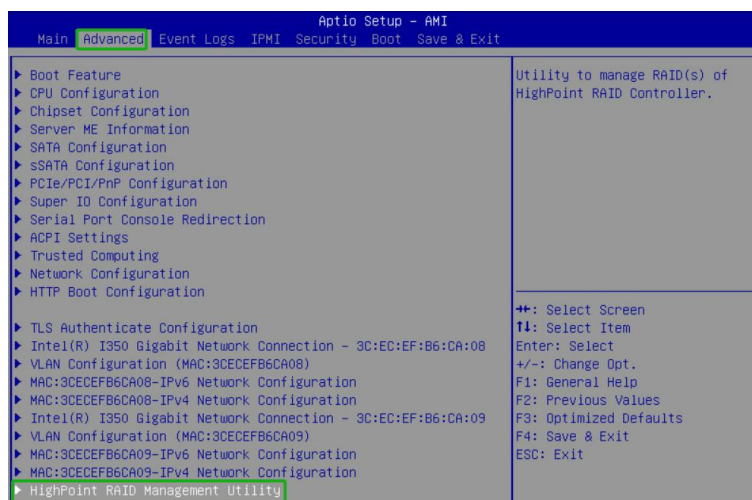 Aptio Setup – AMI
Main Advanced Event Logs IPMI Security Boot Save & Exit
▶ Boot Feature
▶ CPU Configuration
▶ Chipset Configuration
▶ Server ME Information
▶ SATA Configuration
▶ sSATA Configuration
▶ PCIe/PCI/PnP Configuration
▶ Super IO Configuration
▶ Serial Port Console Redirection
▶ ACPI Settings
▶ Trusted Computing
▶ Network Configuration
▶ HTTP Boot Configuration
▶ TLS Authenticate Configuration
▶ Intel(R) I350 Gigabit Network Connection – 3C:EC:EF:B6:CA:08
▶ VLAN Configuration (MAC:3CECEFB6CA08)
▶ MAC:3CECEFB6CA08-IPv6 Network Configuration
▶ MAC:3CECEFB6CA08-IPv4 Network Configuration
▶ Intel(R) I350 Gigabit Network Connection – 3C:EC:EF:B6:CA:09
▶ VLAN Configuration (MAC:3CECEFB6CA09)
▶ MAC:3CECEFB6CA09-IPv6 Network Configuration
▶ MAC:3CECEFB6CA09-IPv4 Network Configuration
▶ HighPoint RAID Management Utility
Utility to manage RAID(s) of
HighPoint RAID Controller.
→←: Select Screen
↑↓: Select Item
Enter: Select
+/-: Change Opt.
F1: General Help
F2: Previous Values
F3: Optimized Defaults
F4: Save & Exit
ESC: Exit